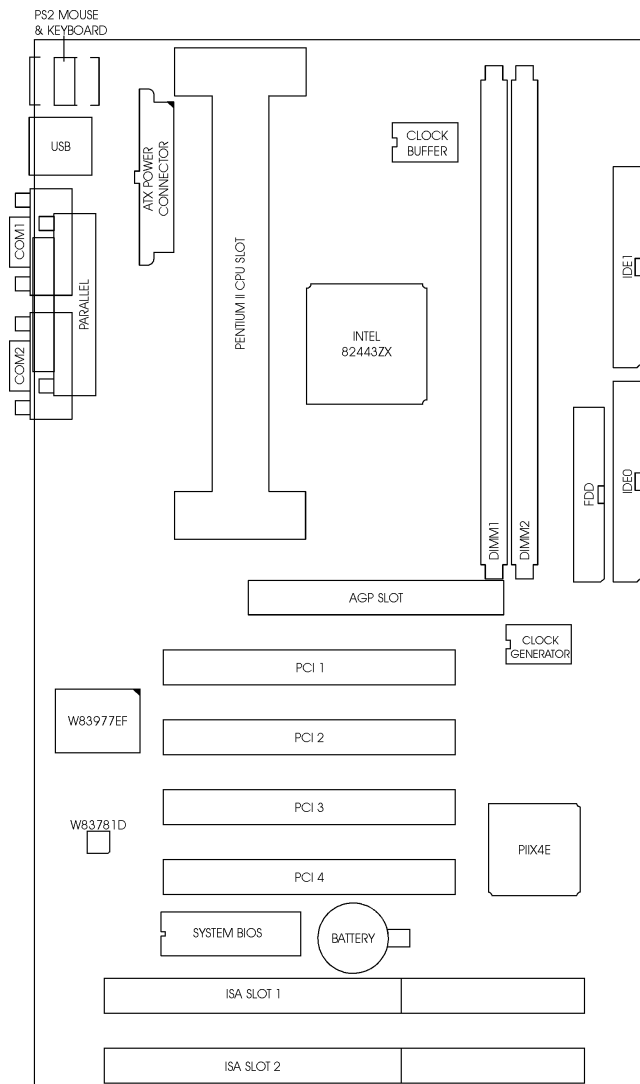 PS2 MOUSE
& KEYBOARD
USB
ATX POWER
CONNECTOR
CLOCK
BUFFER
COM1
PARALLEL
COM2
PENTIUM II CPU SLOT
INTEL
82443ZX
IDE1
IDE0
FDD
DIMM1
DIMM2
AGP SLOT
CLOCK
GENERATOR
PCI 1
W83977EF
PCI 2
PCI 3
W83781D
PIIX4E
PCI 4
SYSTEM BIOS
BATTERY
ISA SLOT 1
ISA SLOT 2